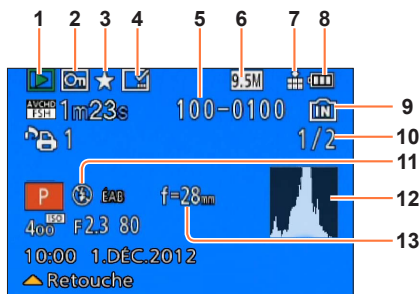 1 2 3 4 5 6 7 8
9.5M
AVCHD FSH 1m23s 100-0100 IN 9
1 1/2 10
11
P ÉAB f=28mm 12
400 ISO F2.3 80 13
10:00 1.DÉC.2012
Retouche